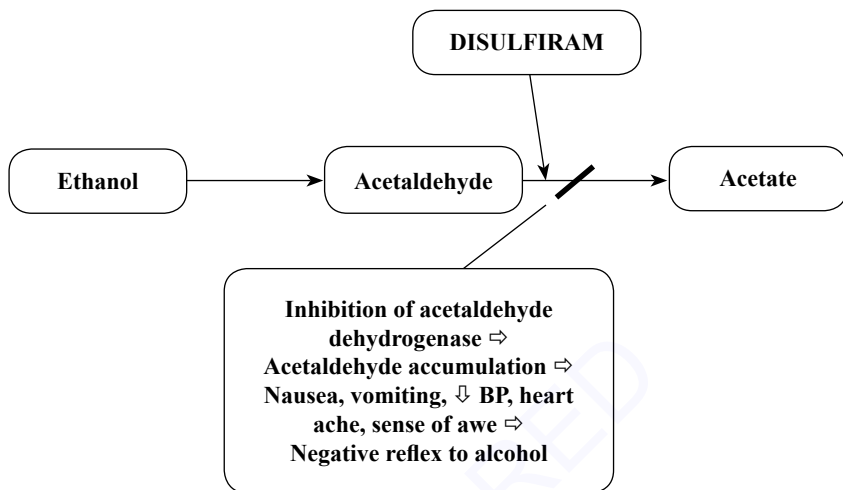 DISULFIRAM
Ethanol
Acetaldehyde
Acetate
Inhibition of acetaldehyde
dehydrogenase ⇨
Acetaldehyde accumulation ⇨
Nausea, vomiting, ⇩ BP, heart
ache, sense of awe ⇨
Negative reflex to alcohol